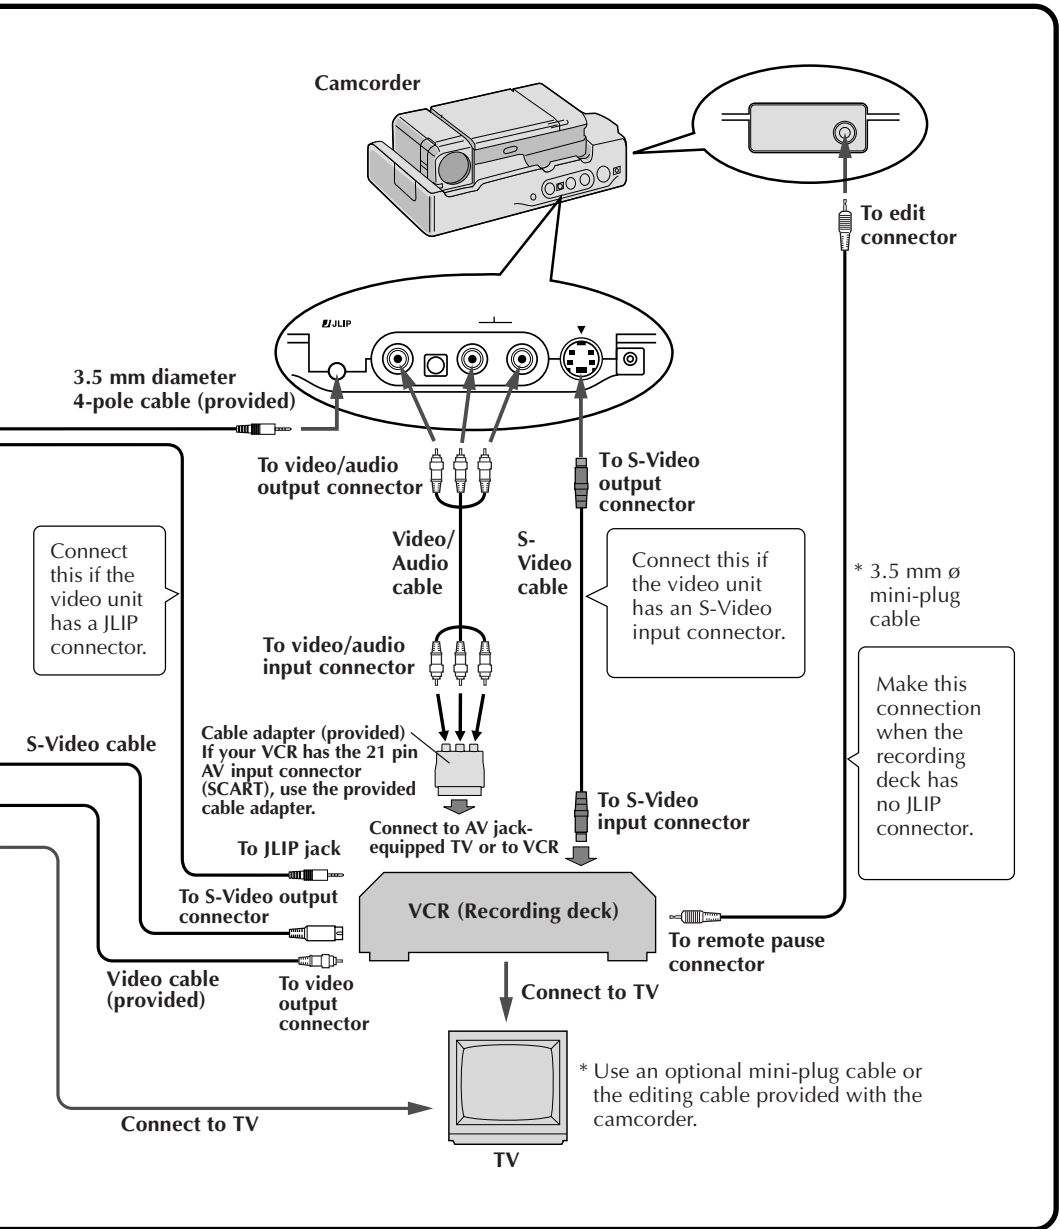 Camcorder
To edit
connector
JLIP
3.5 mm diameter
4-pole cable (provided)
To video/audio
output connector
To S-Video
output
connector
Connect
this if the
video unit
has a JLIP
connector.
Video/
Audio
cable
S-
Video
cable
Connect this if
the video unit
has an S-Video
input connector.
* 3.5 mm ø
mini-plug
cable
To video/audio
input connector
Make this
connection
when the
recording
deck has
no JLIP
connector.
S-Video cable
Cable adapter (provided)
If your VCR has the 21 pin
AV input connector
(SCART), use the provided
cable adapter.
To S-Video
input connector
Connect to AV jack-
equipped TV or to VCR
To JLIP jack
To S-Video output
connector
VCR (Recording deck)
To remote pause
connector
Video cable
(provided)
To video
output
connector
Connect to TV
* Use an optional mini-plug cable or
the editing cable provided with the
camcorder.
Connect to TV
TV